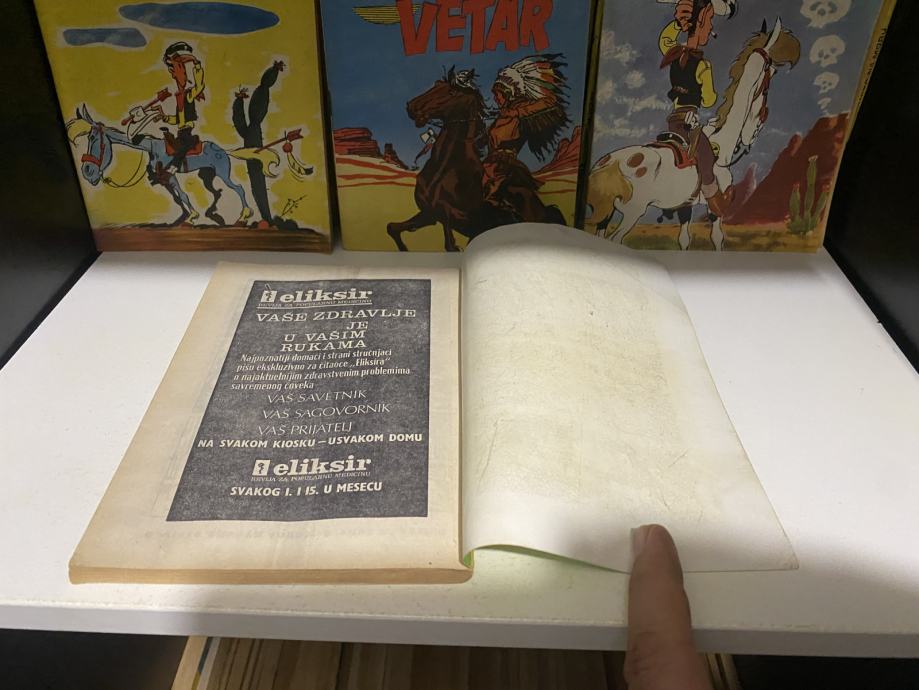 VETAR
eliksir
REVIJA ZA POPULARNU MEDICINU
VAŠE ZDRAVLJE
JE
U VAŠIM
RUKAMA
Najpoznatiji domaći i strani stručnjaci
pišu ekskluzivno za čitaoce „Eliksira"
o najaktuelnijim zdravstvenim problemima
savremenog čoveka
VAŠ SAVETNIK
VAŠ SAGOVORNIK
VAŠ PRIJATELJ
NA SVAKOM KIOSKU — U SVAKOM DOMU
eliksir
REVIJA ZA POPULARNU MEDICINU
SVAKOG 1. I 15. U MESECU